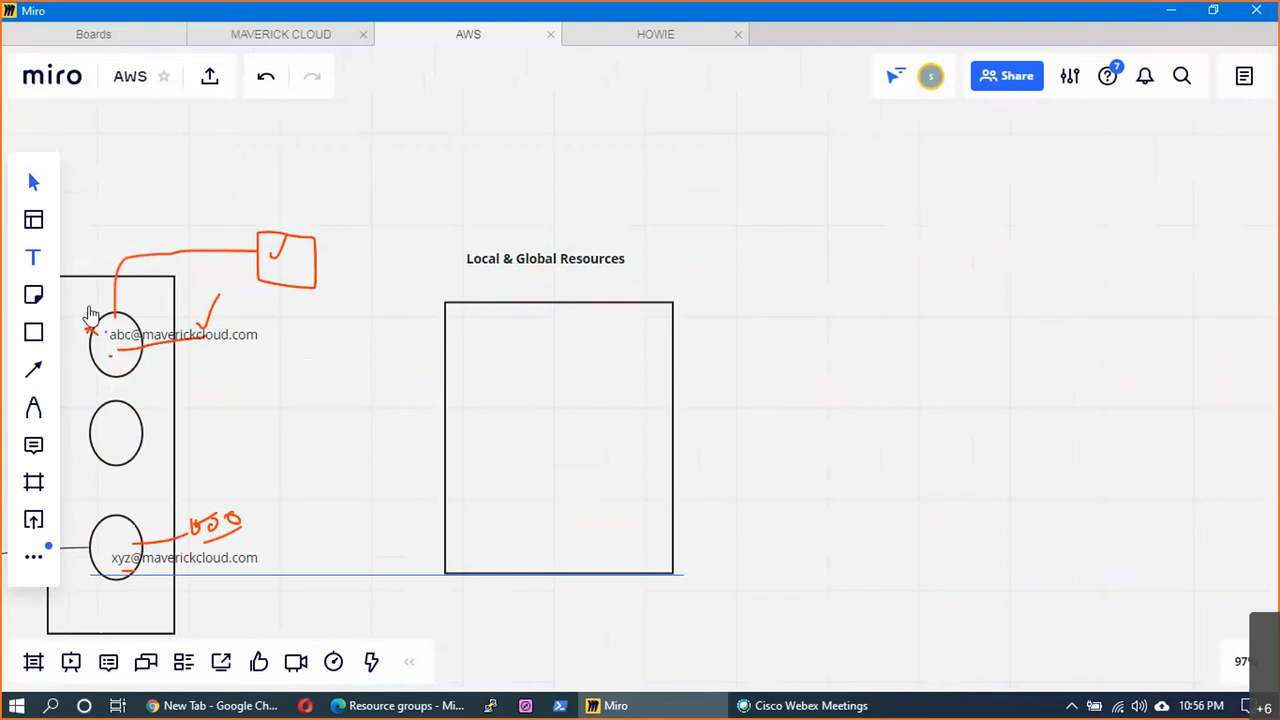 Miro
Boards
MAVERICK CLOUD
AWS
HOWIE
miro
AWS
S
Share
7
Local & Global Resources
abc@maverickcloud.com
xyz@maverickcloud.com
97%
New Tab - Google Ch...
Resource groups - Mi...
Miro
Cisco Webex Meetings
10:56 PM
+6